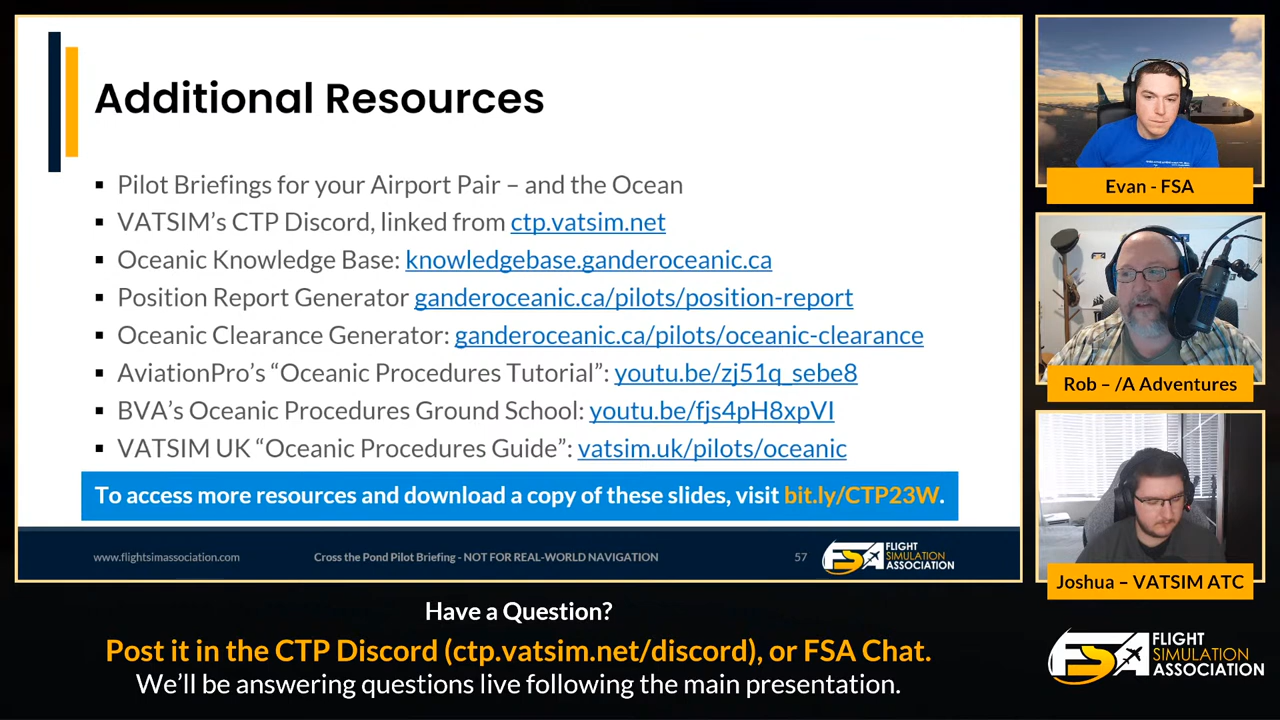 Additional Resources
▪ Pilot Briefings for your Airport Pair – and the Ocean
▪ VATSIM’s CTP Discord, linked from ctp.vatsim.net
▪ Oceanic Knowledge Base: knowledgebase.ganderoceanic.ca
▪ Position Report Generator ganderoceanic.ca/pilots/position-report
▪ Oceanic Clearance Generator: ganderoceanic.ca/pilots/oceanic-clearance
▪ AviationPro’s “Oceanic Procedures Tutorial”: youtu.be/zj51q_sebe8
▪ BVA’s Oceanic Procedures Ground School: youtu.be/fjs4pH8xpVI
▪ VATSIM UK “Oceanic Procedures Guide”: vatsim.uk/pilots/oceanic
To access more resources and download a copy of these slides, visit bit.ly/CTP23W.
www.flightsimassociation.com
Cross the Pond Pilot Briefing - NOT FOR REAL-WORLD NAVIGATION
57
FSA
FLIGHT
SIMULATION
ASSOCIATION
Evan - FSA
Rob – /A Adventures
Joshua – VATSIM ATC
Have a Question?
Post it in the CTP Discord (ctp.vatsim.net/discord), or FSA Chat.
We’ll be answering questions live following the main presentation.
FSA
FLIGHT
SIMULATION
ASSOCIATION